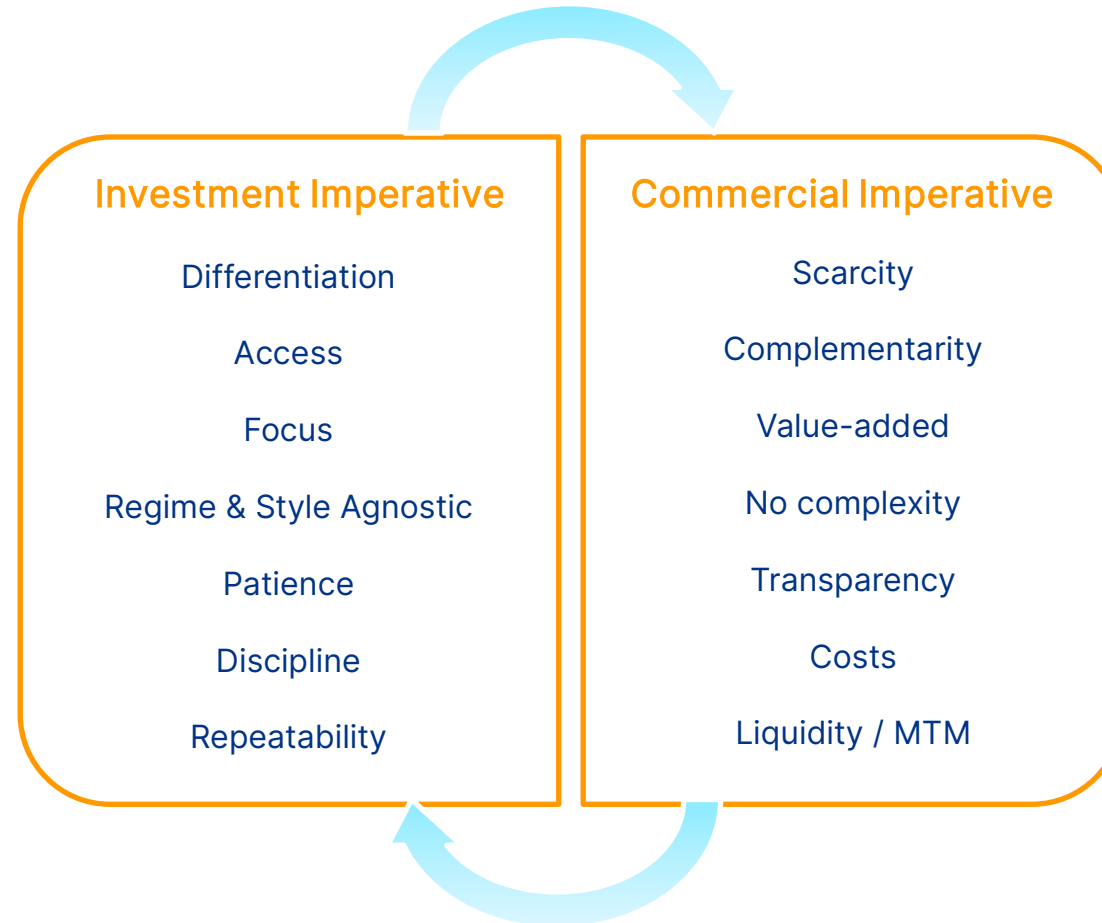 Investment Imperative
Differentiation
Access
Focus
Regime & Style Agnostic
Patience
Discipline
Repeatability
Commercial Imperative
Scarcity
Complementarity
Value-added
No complexity
Transparency
Costs
Liquidity / MTM